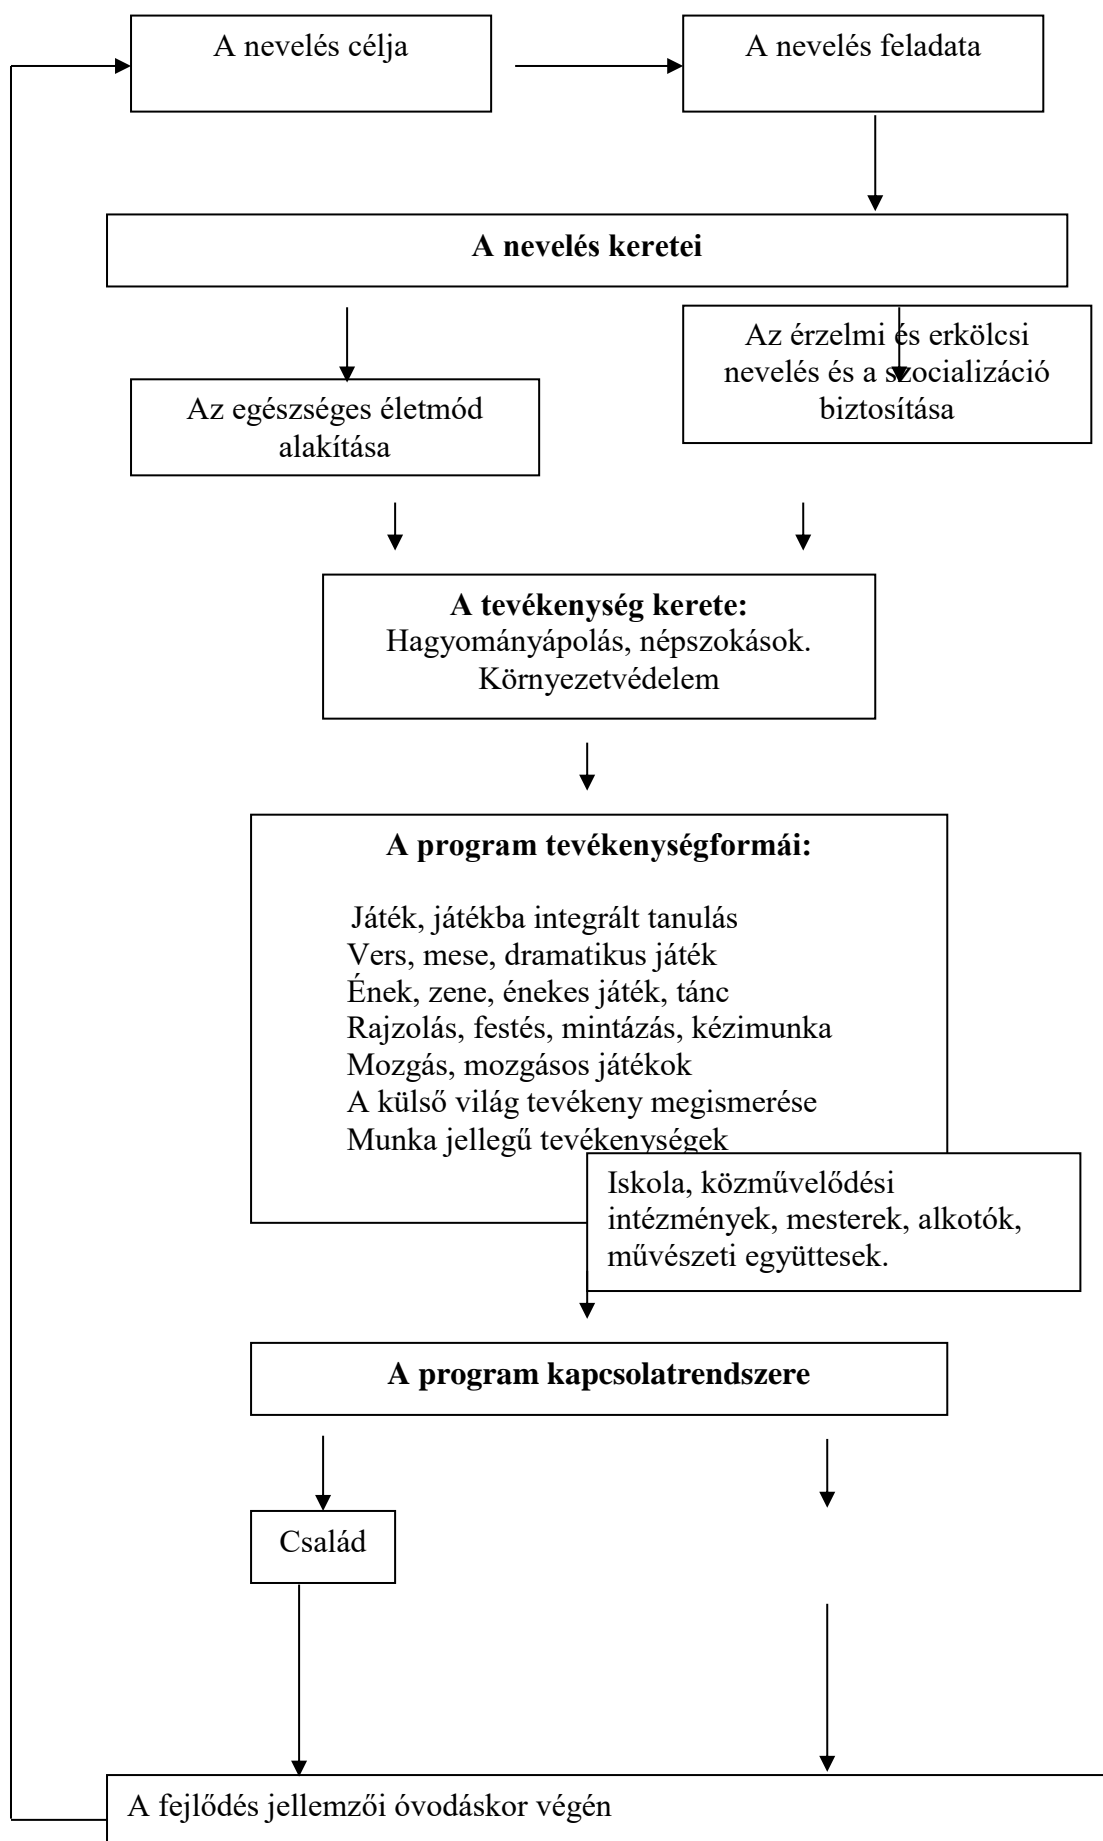 A nevelés célja
A nevelés feladata
A nevelés keretei
Az érzelmi és erkölcsi
nevelés és a szocializáció
biztosítása
Az egészséges életmód
alakítása
A tevékenység kerete:
Hagyományápolás, népszokások.
Környezetvédelem
A program tevékenységformái:
Játék, játékba integrált tanulás
Vers, mese, dramatikus játék
Ének, zene, énekes játék, tánc
Rajzolás, festés, mintázás, kézimunka
Mozgás, mozgásos játékok
A külső világ tevékeny megismerése
Munka jellegű tevékenységek
Iskola, közművelődési
intézmények, mesterek, alkotók,
művészeti együttesek.
A program kapcsolatrendszere
Család
A fejlődés jellemzői óvodáskor végén